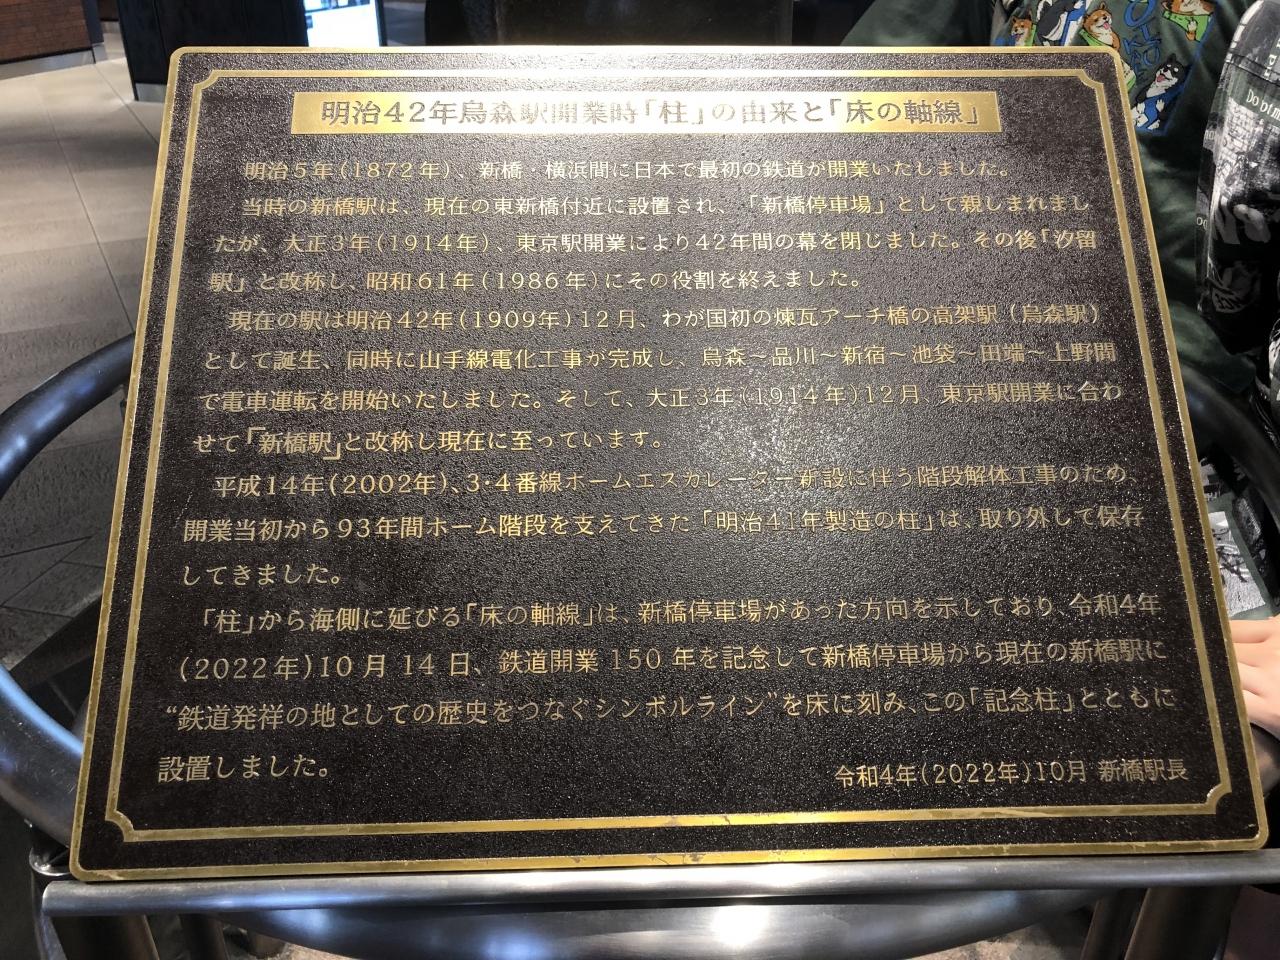 明治42年烏森駅開業時「柱」の由来と「床の軸線」
明治5年(1872年)、新橋・横浜間に日本で最初の鉄道が開業いたしました。
当時の新橋駅は、現在の東新橋付近に設置され、「新橋停車場」として親しまれまし
たが、大正3年(1914年)、東京駅開業により42年間の幕を閉じました。その後「汐留
駅」と改称し、昭和61年(1986年)にその役割を終えました。
現在の駅は明治42年(1909年)12月、わが国初の煉瓦アーチ橋の高架駅(烏森駅)
として誕生、同時に山手線電化工事が完成し、烏森～品川～新宿～池袋～田端～上野間
で電車運転を開始いたしました。そして、大正3年(1914年)12月、東京駅開業に合わ
せて「新橋駅」と改称し現在に至っています。
平成14年(2002年)、3・4番線ホームエスカレーター新設に伴う階段解体工事のため、
開業当初から93年間ホーム階段を支えてきた「明治41年製造の柱」は、取り外して保存
してきました。
「柱」から海側に延びる「床の軸線」は、新橋停車場があった方向を示しており、令和4年
(2022年)10月14日、鉄道開業150年を記念して新橋停車場から現在の新橋駅に
“鉄道発祥の地としての歴史をつなぐシンボルライン”を床に刻み、この「記念柱」とともに
設置しました。
令和4年(2022年)10月 新橋駅長
Do